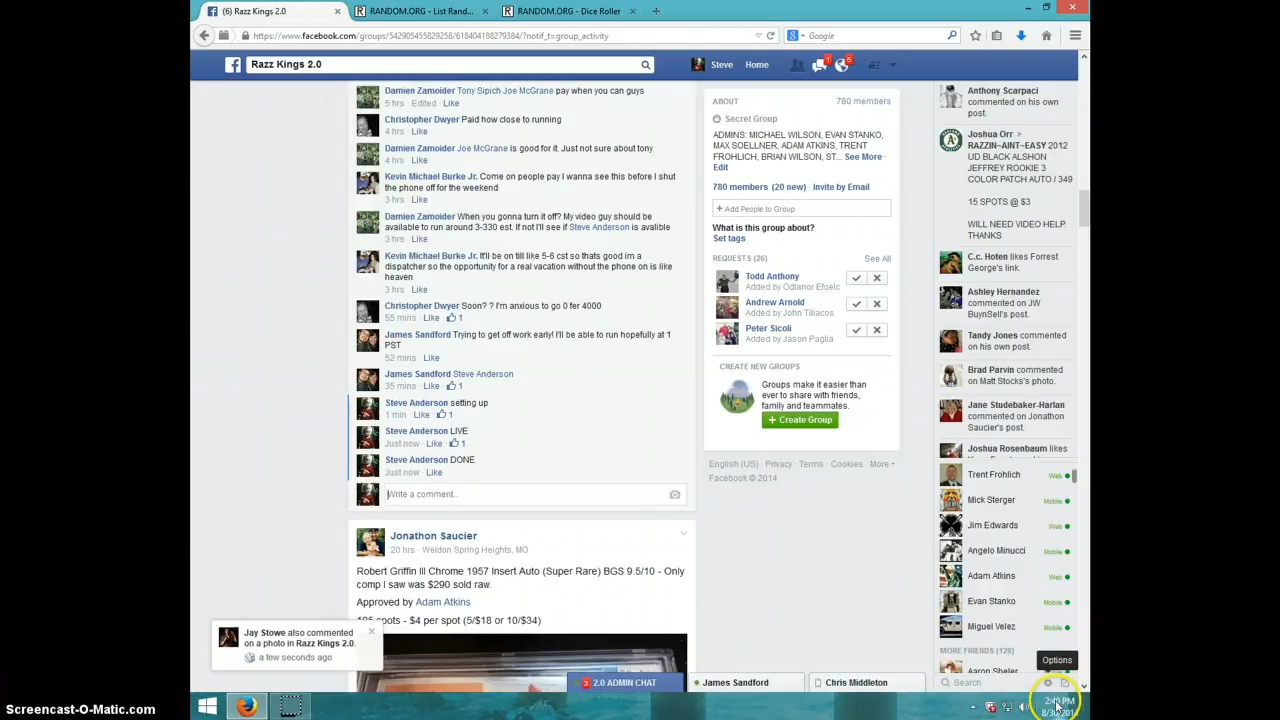 (6) Razz Kings 2.0
RANDOM.ORG - List Rand...
RANDOM.ORG - Dice Roller
https://www.facebook.com/groups/542905455829258/618404188279384/?notif_t=group_activity
Google
Razz Kings 2.0
Steve
Home
1
5
Damien Zamoider Tony Sipich Joe McGrane pay when you can guys
5 hrs · Edited · Like
Christopher Dwyer Paid how close to running
4 hrs · Like
Damien Zamoider Joe McGrane is good for it. Just not sure about tony
4 hrs · Like
Kevin Michael Burke Jr. Come on people pay I wanna see this before I shut
the phone off for the weekend
3 hrs · Like
Damien Zamoider When you gonna turn it off? My video guy should be
available to run around 3-330 est. If not I'll see if Steve Anderson is avalible
3 hrs · Like
Kevin Michael Burke Jr. It'll be on till like 5-6 cst so thats good im a
dispatcher so the opportunity for a real vacation without the phone on is like
heaven
3 hrs · Like
Christopher Dwyer Soon? ? I'm anxious to go 0 fer 4000
55 mins · Like · 1
James Sandford Trying to get off work early! I'll be able to run hopefully at 1
PST
52 mins · Like
James Sandford Steve Anderson
35 mins · Like · 1
Steve Anderson setting up
1 min · Like · 1
Steve Anderson LIVE
Just now · Like · 1
Steve Anderson DONE
Just now · Like
Write a comment...
Jonathon Saucier
20 hrs · Weldon Spring Heights, MO
Robert Griffin III Chrome 1957 Insert Auto (Super Rare) BGS 9.5/10 - Only
comp I saw was $290 sold raw.
Approved by Adam Atkins
spots - $4 per spot (5/$18 or 10/$34)
Jay Stowe also commented
on a photo in Razz Kings 2.0.
a few seconds ago
ABOUT
780 members
Secret Group
ADMINS: MICHAEL WILSON, EVAN STANKO,
MAX SOELLNER, ADAM ATKINS, TRENT
FROHLICH, BRIAN WILSON, ST... See More ·
Edit
780 members (20 new) · Invite by Email
+ Add People to Group
What is this group about?
Set tags
REQUESTS (26)
See All
Todd Anthony
Added by Odlanor Efoelc
Andrew Arnold
Added by John Tiliacos
Peter Sicoli
Added by Jason Paglia
CREATE NEW GROUPS
Groups make it easier than
ever to share with friends,
family and teammates.
+ Create Group
English (US) · Privacy · Terms · Cookies · More
Facebook © 2014
Anthony Scarpaci
commented on his own
post.
Joshua Orr
RAZZIN~AINT~EASY 2012
UD BLACK ALSHON
JEFFREY ROOKIE 3
COLOR PATCH AUTO / 349
15 SPOTS @ $3
WILL NEED VIDEO HELP.
THANKS
C.c. Hoten likes Forrest
George's link.
Ashley Hernandez
commented on JW
BuynSell's post.
Tandy Jones commented
on his own post.
Brad Parvin commented
on Matt Stocks's photo.
Jane Studebaker-Harlan
commented on Jonathon
Saucier's post.
Joshua Rosenbaum likes
Trent Frohlich Web
Mick Sterger Mobile
Jim Edwards Web
Angelo Minucci Mobile
Adam Atkins Web
Evan Stanko Mobile
Miguel Velez Mobile
MORE FRIENDS (128)
Aaron Sheler
Options
Search
3 2.0 ADMIN CHAT
James Sandford
Chris Middleton
2:40 PM
8/30/201
Screencast-O-Matic.com